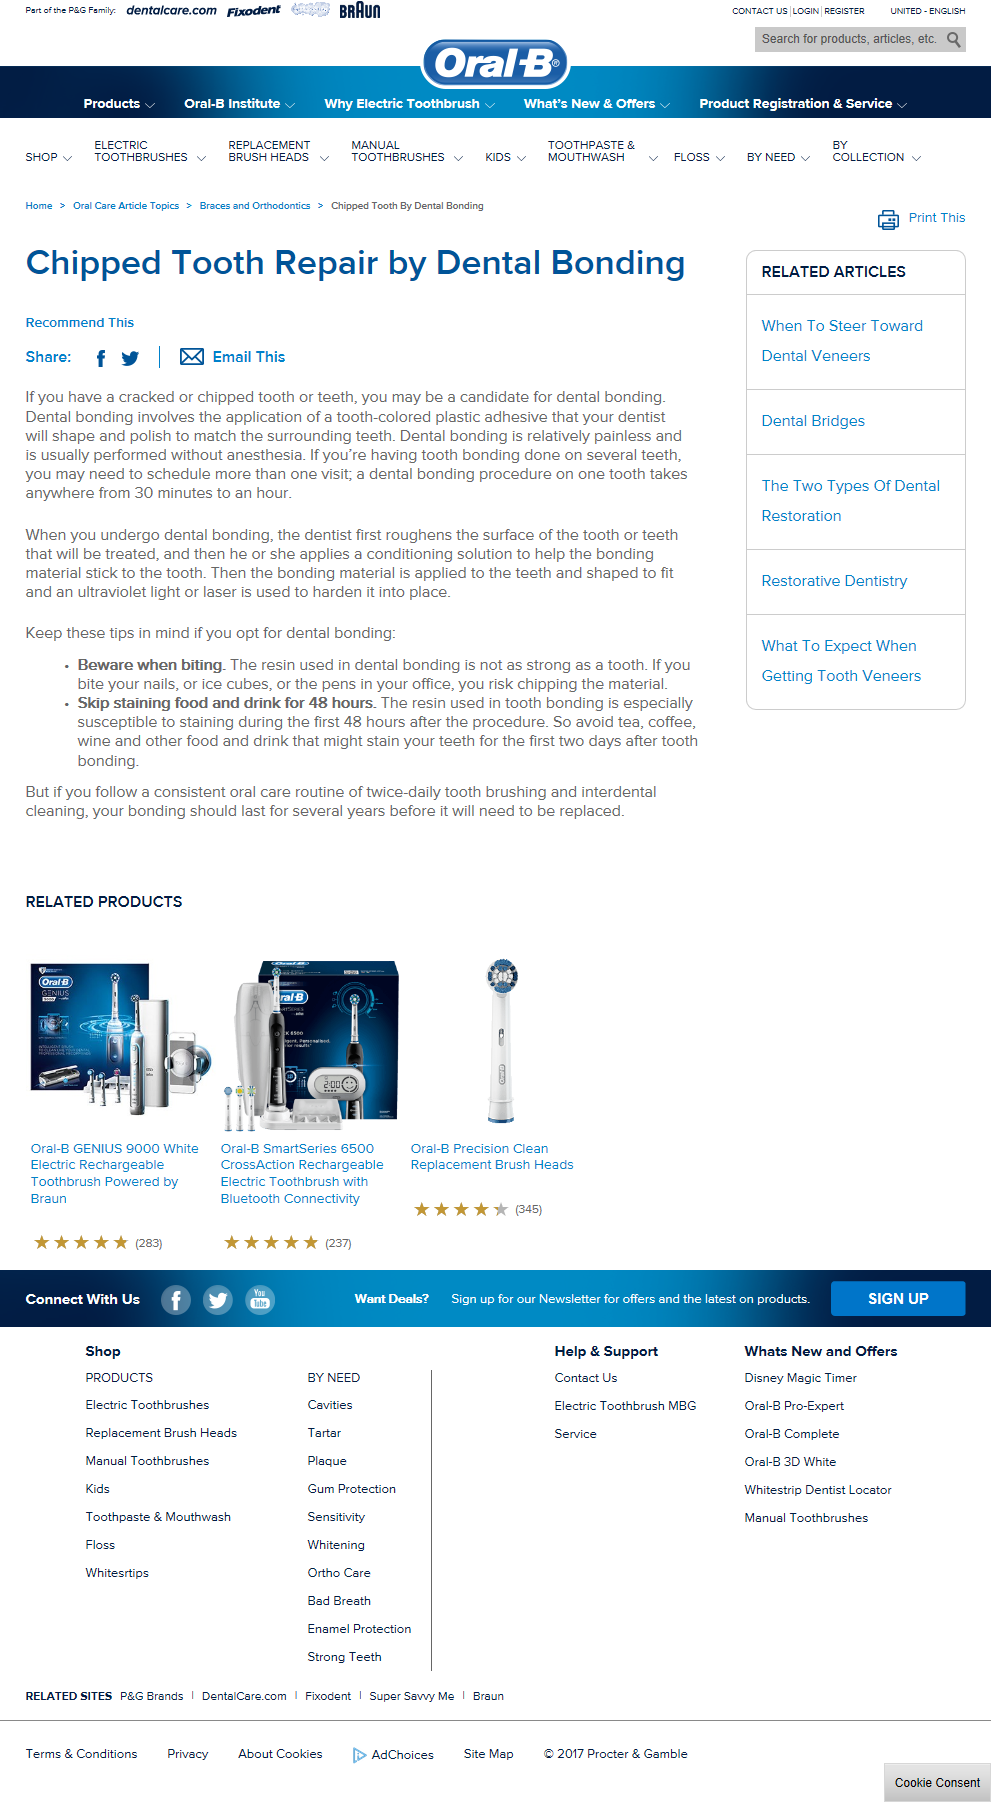 Part of the P&G Family: dentalcare.com Fixodent BRAUN
CONTACT US | LOGIN | REGISTER UNITED - ENGLISH
Search for products, articles, etc.
Oral-B®
Products Oral-B Institute Why Electric Toothbrush What's New & Offers Product Registration & Service
SHOP ELECTRIC TOOTHBRUSHES REPLACEMENT BRUSH HEADS MANUAL TOOTHBRUSHES KIDS TOOTHPASTE & MOUTHWASH FLOSS BY NEED BY COLLECTION
Home > Oral Care Article Topics > Braces and Orthodontics > Chipped Tooth By Dental Bonding
Print This
Chipped Tooth Repair by Dental Bonding
Recommend This
Share: Email This
If you have a cracked or chipped tooth or teeth, you may be a candidate for dental bonding.
Dental bonding involves the application of a tooth-colored plastic adhesive that your dentist
will shape and polish to match the surrounding teeth. Dental bonding is relatively painless and
is usually performed without anesthesia. If you're having tooth bonding done on several teeth,
you may need to schedule more than one visit; a dental bonding procedure on one tooth takes
anywhere from 30 minutes to an hour.
When you undergo dental bonding, the dentist first roughens the surface of the tooth or teeth
that will be treated, and then he or she applies a conditioning solution to help the bonding
material stick to the tooth. Then the bonding material is applied to the teeth and shaped to fit
and an ultraviolet light or laser is used to harden it into place.
Keep these tips in mind if you opt for dental bonding:
• Beware when biting. The resin used in dental bonding is not as strong as a tooth. If you
bite your nails, or ice cubes, or the pens in your office, you risk chipping the material.
• Skip staining food and drink for 48 hours. The resin used in tooth bonding is especially
susceptible to staining during the first 48 hours after the procedure. So avoid tea, coffee,
wine and other food and drink that might stain your teeth for the first two days after tooth
bonding.
But if you follow a consistent oral care routine of twice-daily tooth brushing and interdental
cleaning, your bonding should last for several years before it will need to be replaced.
RELATED ARTICLES
When To Steer Toward
Dental Veneers
Dental Bridges
The Two Types Of Dental
Restoration
Restorative Dentistry
What To Expect When
Getting Tooth Veneers
RELATED PRODUCTS
Oral-B
GENIUS
Oral-B GENIUS 9000 White
Electric Rechargeable
Toothbrush Powered by
Braun
(283)
2:00
Oral-B SmartSeries 6500
CrossAction Rechargeable
Electric Toothbrush with
Bluetooth Connectivity
(237)
Oral-B Precision Clean
Replacement Brush Heads
(345)
Connect With Us You Tube Want Deals? Sign up for our Newsletter for offers and the latest on products. SIGN UP
Shop
PRODUCTS
Electric Toothbrushes
Replacement Brush Heads
Manual Toothbrushes
Kids
Toothpaste & Mouthwash
Floss
Whitesrtips
BY NEED
Cavities
Tartar
Plaque
Gum Protection
Sensitivity
Whitening
Ortho Care
Bad Breath
Enamel Protection
Strong Teeth
Help & Support
Contact Us
Electric Toothbrush MBG
Service
Whats New and Offers
Disney Magic Timer
Oral-B Pro-Expert
Oral-B Complete
Oral-B 3D White
Whitestrip Dentist Locator
Manual Toothbrushes
RELATED SITES P&G Brands | DentalCare.com | Fixodent | Super Savvy Me | Braun
Terms & Conditions Privacy About Cookies AdChoices Site Map © 2017 Procter & Gamble
Cookie Consent